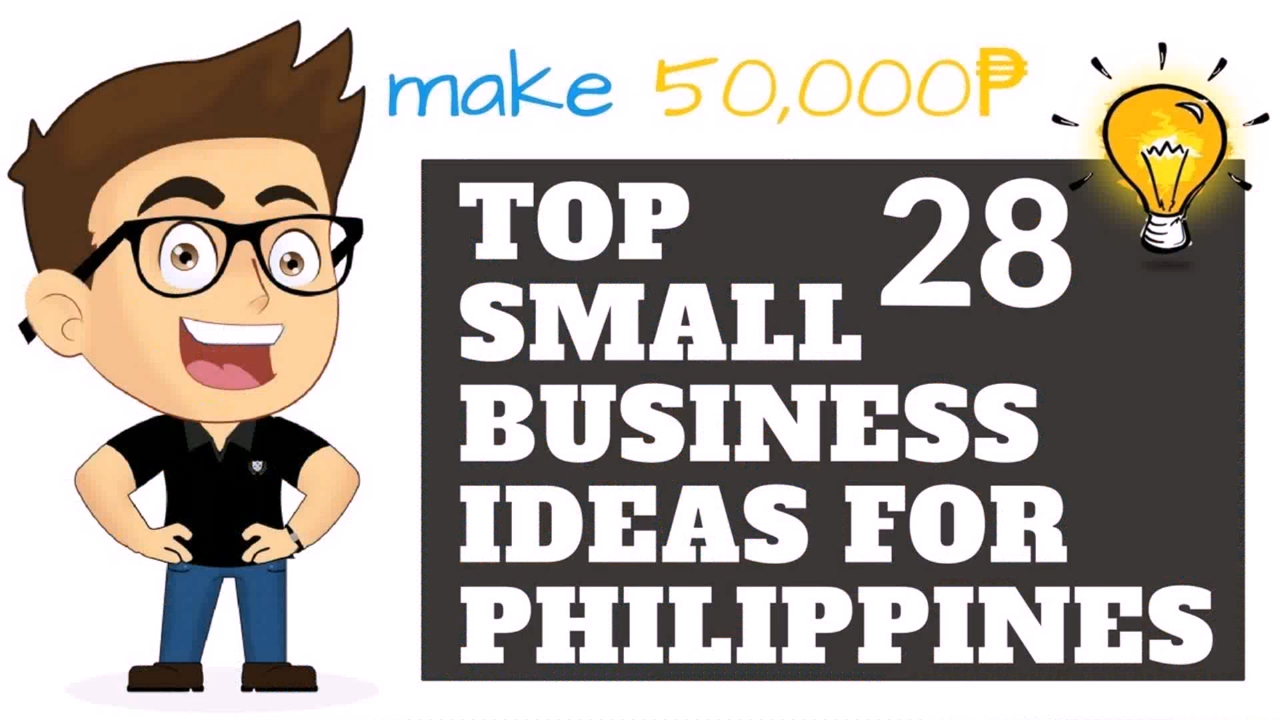 make 50,000₱
TOP 28
SMALL
BUSINESS
IDEAS FOR
PHILIPPINES